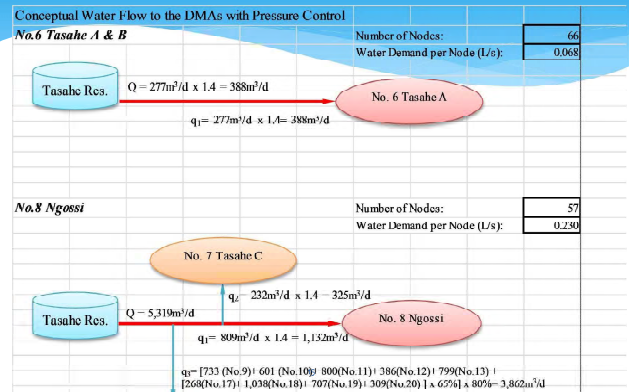 Conceptual Water Flow to the DMAs with Pressure Control
No.6 Tasahe A & B
Number of Nodes: 66
Water Demand per Node (L/s): 0.068
Tasahe Res.
Q = 277m³/d x 1.4 = 388m³/d
No. 6 Tasahe A
q₁= 277m³/d x 1.4= 388m³/d
No.8 Ngossi
Number of Nodes: 57
Water Demand per Node (L/s): 0.230
No. 7 Tasahe C
q₂ 232m³/d x 1.4 = 325m³/d
Tasahe Res.
Q = 5,319m³/d
No. 8 Ngossi
q₁= 809m³/d x 1.4 = 1,132m³/d
q₃= [733 (No.9)+ 601 (No.10)+ 800(No.11)+ 386(No.12)+ 799(No.13) +
[268(No.17)+ 1,038(No.18)+ 707(No.19)+ 309(No.20) ] x 65%] x 80%= 3,862m³/d